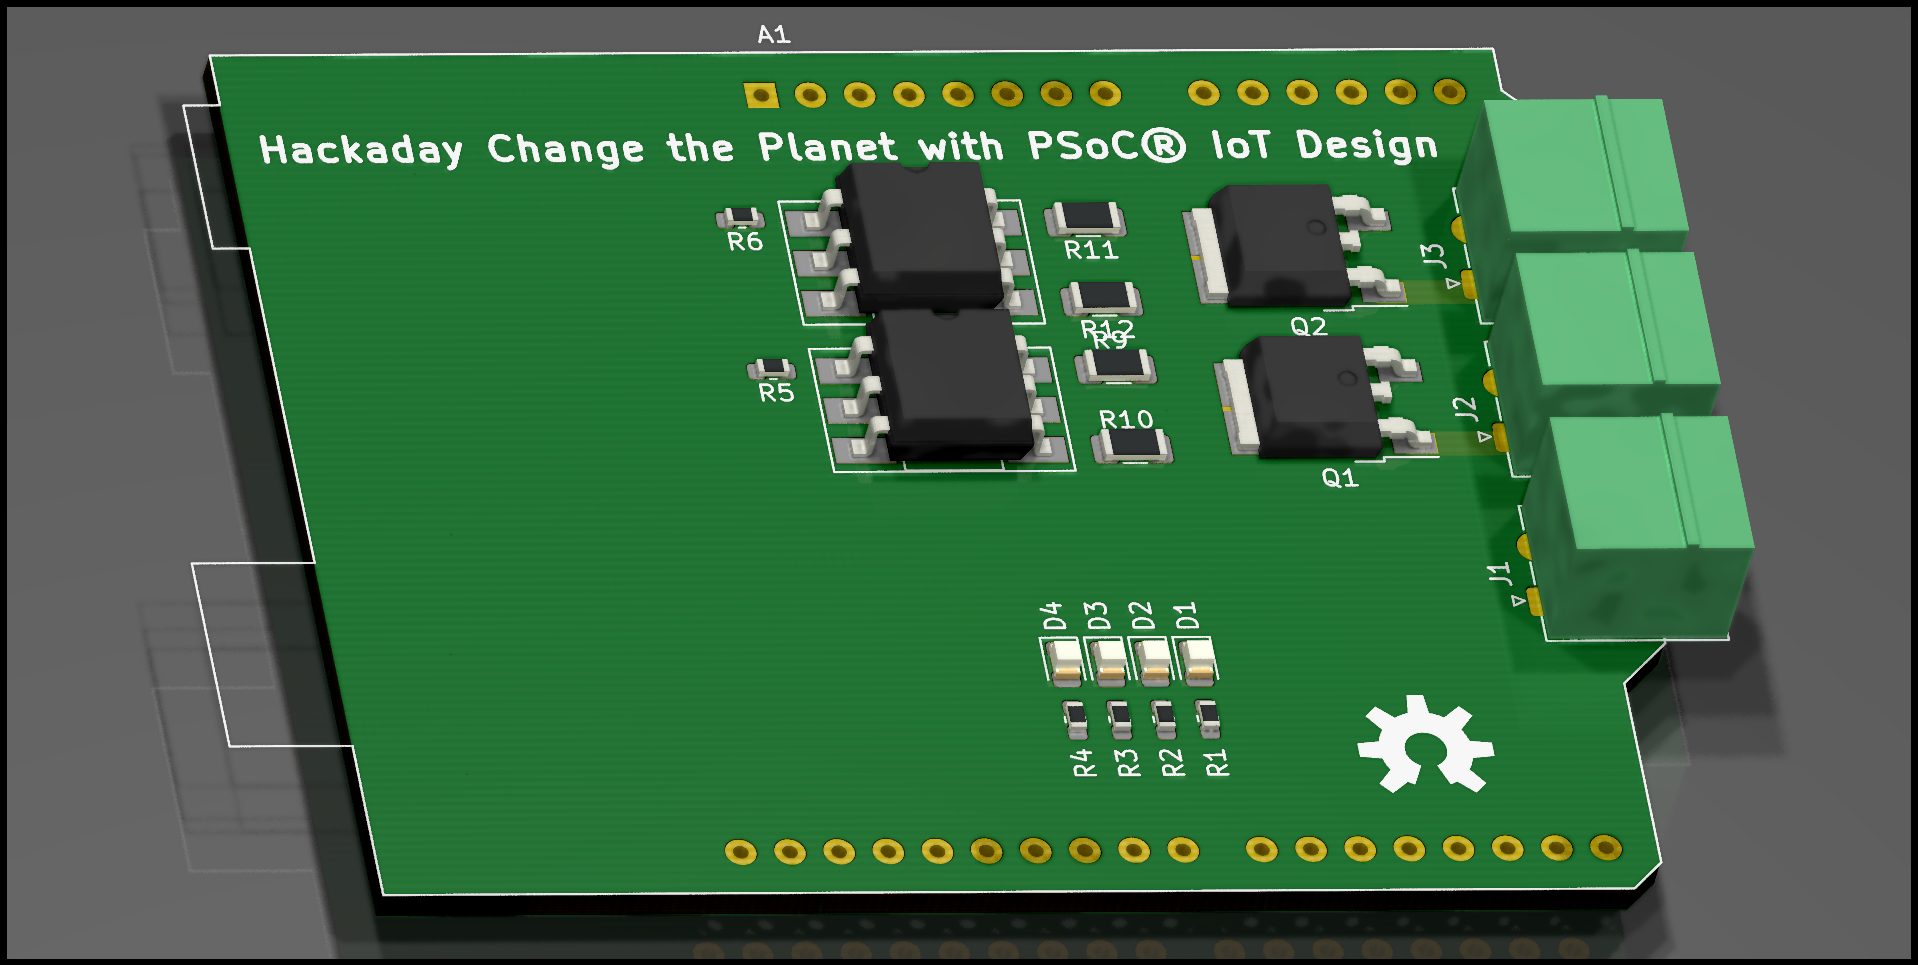 A1
Hackaday Change the Planet with PSoC® IoT Design
R6
R11
J3
R12
R9
Q2
R5
R10
J2
Q1
J1
D4 D3 D2 D1
R4 R3 R2 R1